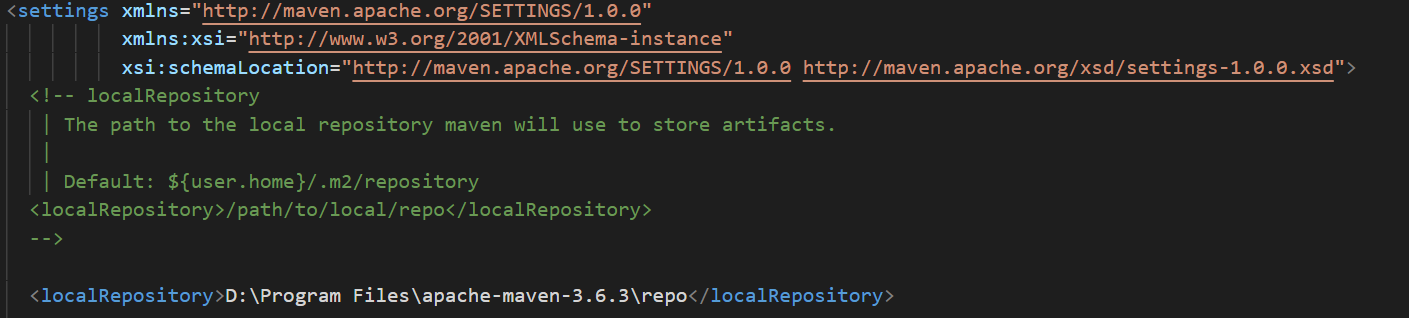 <settings xmlns="http://maven.apache.org/SETTINGS/1.0.0"
xmlns:xsi="http://www.w3.org/2001/XMLSchema-instance"
xsi:schemaLocation="http://maven.apache.org/SETTINGS/1.0.0 http://maven.apache.org/xsd/settings-1.0.0.xsd">
<!-- localRepository
| The path to the local repository maven will use to store artifacts.
|
| Default: ${user.home}/.m2/repository
<localRepository>/path/to/local/repo</localRepository>
-->
<localRepository>D:\Program Files\apache-maven-3.6.3\repo</localRepository>